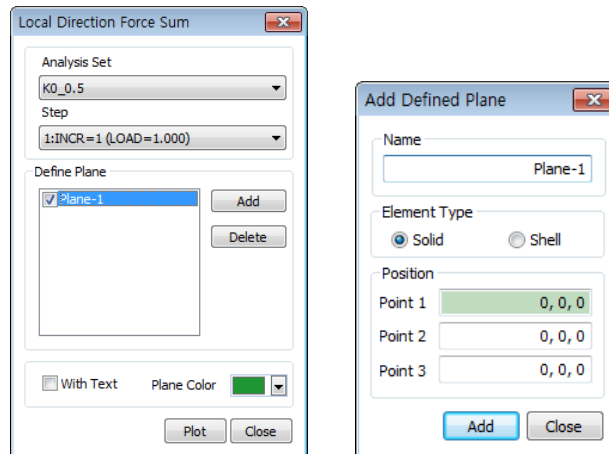 Local Direction Force Sum
Analysis Set
K0_0.5
Step
1:INCR=1 (LOAD=1.000)
Define Plane
Plane-1
Add
Delete
With Text
Plane Color
Plot
Close
Add Defined Plane
Name
Plane-1
Element Type
Solid
Shell
Position
Point 1
0, 0, 0
Point 2
0, 0, 0
Point 3
0, 0, 0
Add
Close